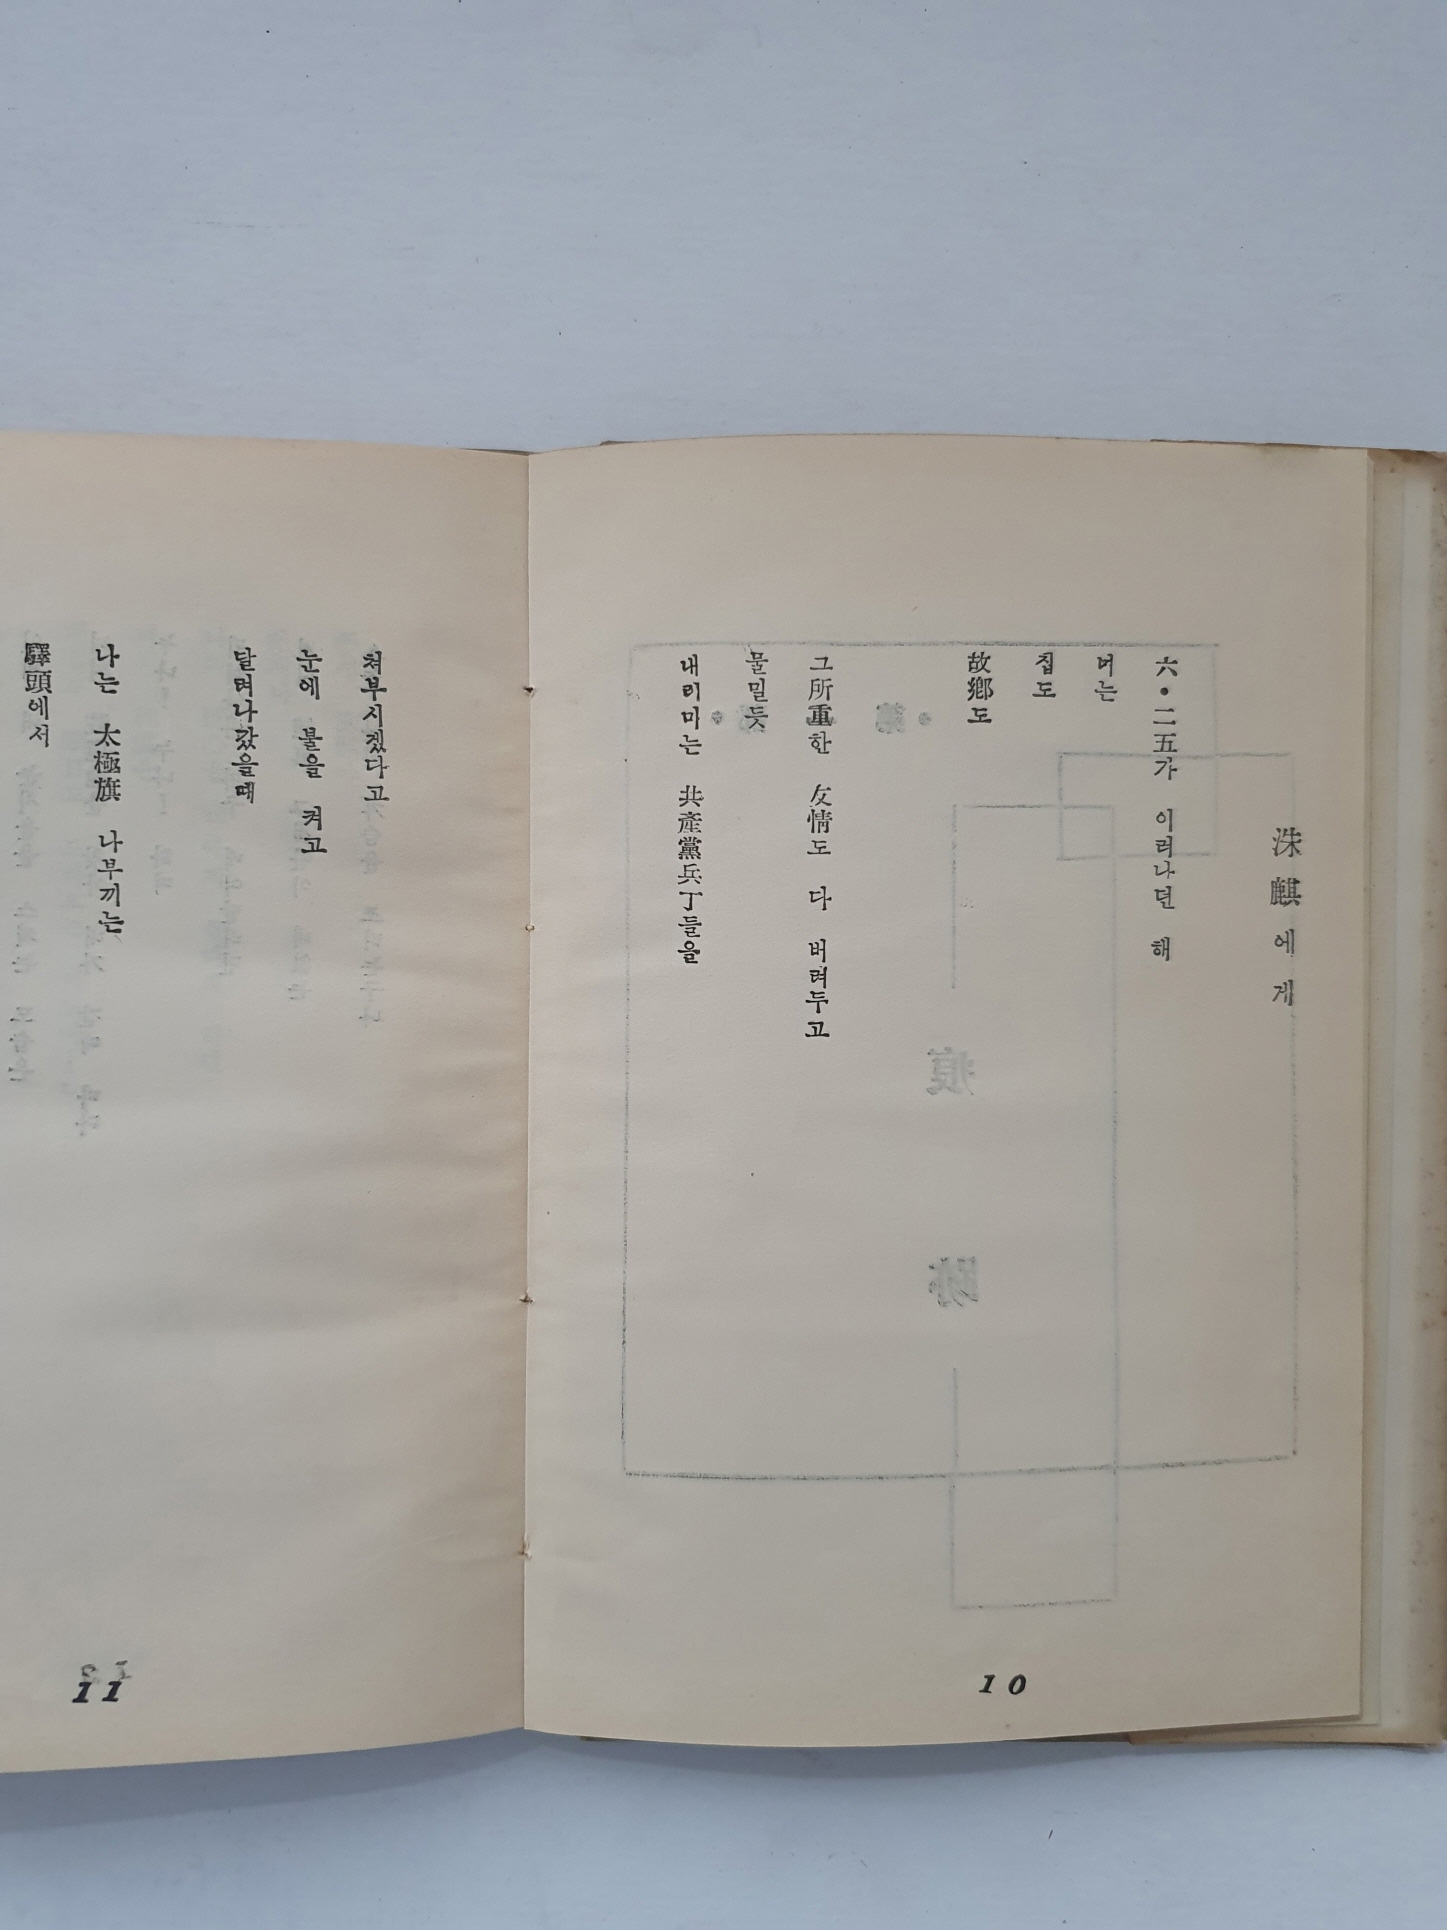 洙麒에게
六·二五가 이러나던 해
너는
집도
故鄕도
그 所重한 友情도 다 버려두고
물밀듯
내리미는 共產黨兵丁들을
10
쳐부시겠다고
눈에 불을 켜고
달려나갔을때
나는 太極旗 나부끼는
驛頭에서
11